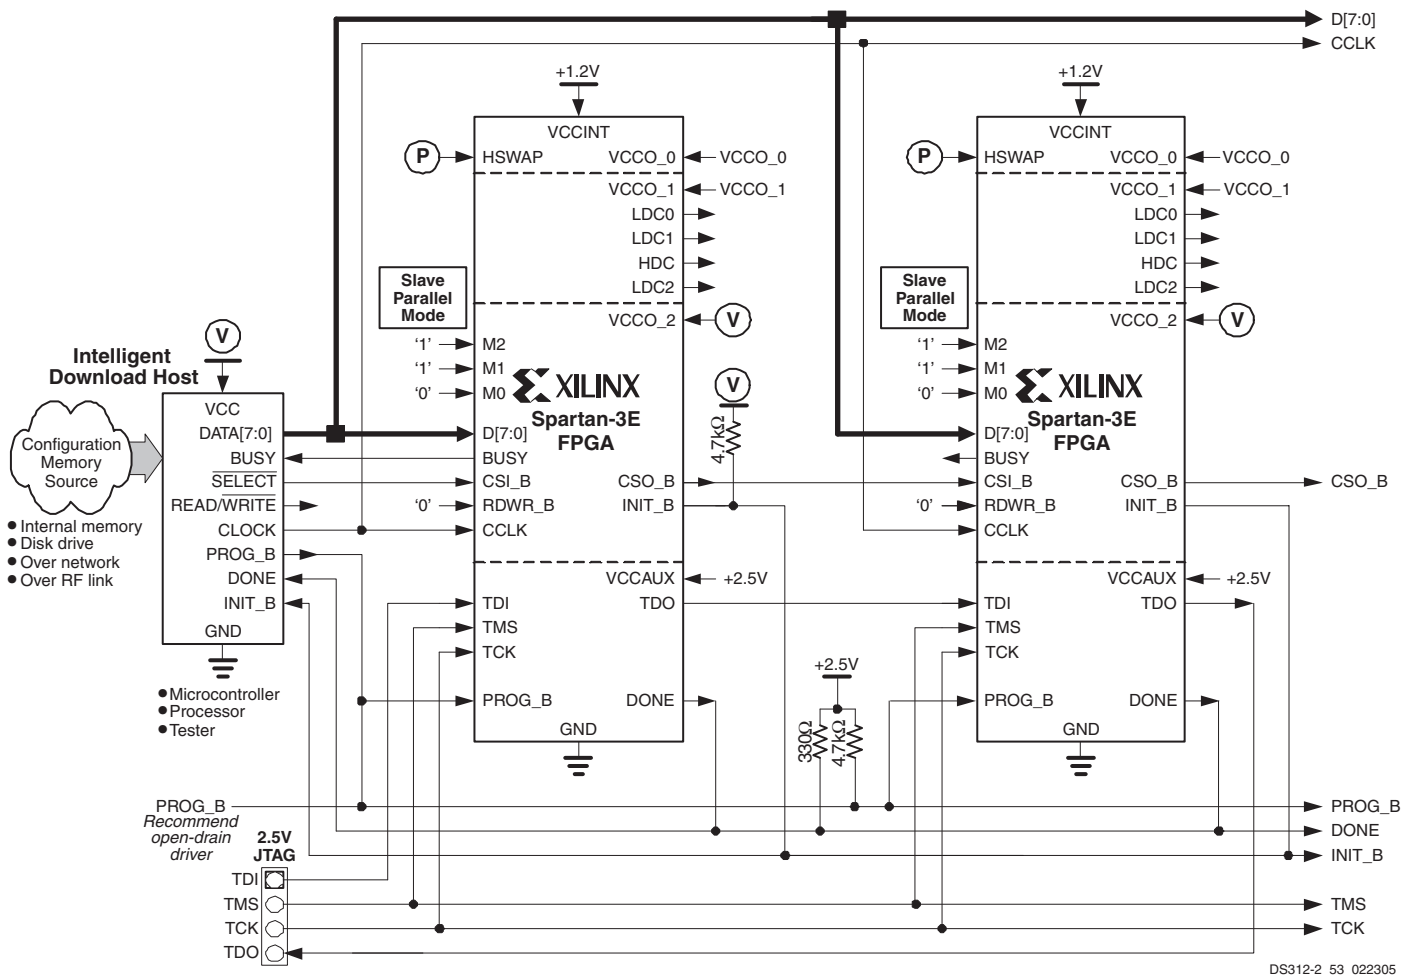 D[7:0]
CCLK
+1.2V
+1.2V
VCCINT
VCCINT
P
HSWAP
VCCO_0
VCCO_0
P
HSWAP
VCCO_0
VCCO_0
VCCO_1
VCCO_1
VCCO_1
VCCO_1
LDC0
LDC0
LDC1
LDC1
HDC
HDC
LDC2
LDC2
Slave
Parallel
Mode
Slave
Parallel
Mode
VCCO_2
V
VCCO_2
V
V
Intelligent
Download Host
'1'
M2
'1'
M2
'1'
M1
'1'
M1
'0'
M0
'0'
M0
XILINX
Spartan-3E
FPGA
XILINX
Spartan-3E
FPGA
V
4.7kΩ
VCC
DATA[7:0]
D[7:0]
D[7:0]
BUSY
BUSY
BUSY
SELECT
CSI_B
CSO_B
CSI_B
CSO_B
CSO_B
READ/WRITE
'0'
RDWR_B
INIT_B
'0'
RDWR_B
INIT_B
CLOCK
CCLK
CCLK
PROG_B
DONE
VCCAUX
+2.5V
VCCAUX
+2.5V
INIT_B
TDI
TDO
TDI
TDO
GND
TMS
TMS
TCK
TCK
Configuration
Memory
Source
Internal memory
Disk drive
Over network
Over RF link
Microcontroller
Processor
Tester
+2.5V
PROG_B
DONE
PROG_B
DONE
330Ω
4.7kΩ
GND
GND
PROG_B
Recommend
open-drain
driver
PROG_B
DONE
INIT_B
2.5V
JTAG
TDI
TMS
TMS
TCK
TCK
TDO
DS312-2_53_022305